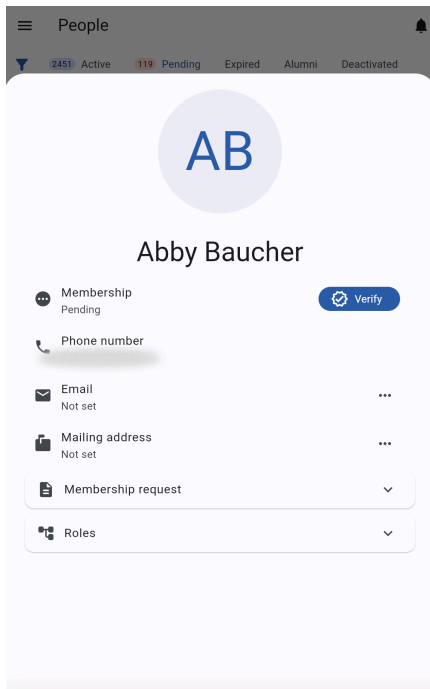 People
2451 Active 119 Pending Expired Alumni Deactivated
AB
Abby Baucher
Membership
Pending
Verify
Phone number
Email
Not set
Mailing address
Not set
Membership request
Roles